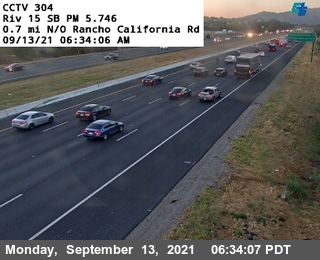 CCTV 304
Riv 15 SB PM 5.746
0.7 mi N/O Rancho California Rd
09/13/21 06:34:06 AM
Monday, September 13, 2021 06:34:07 PDT